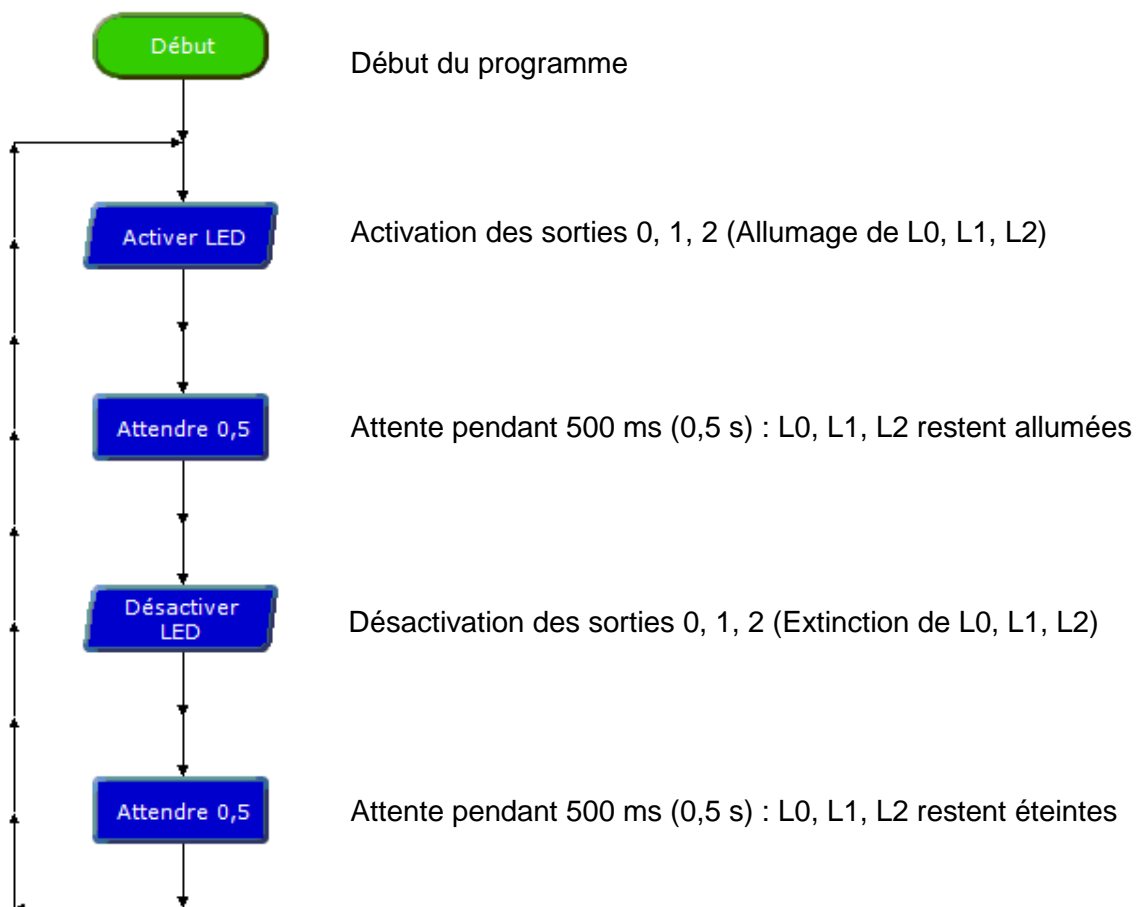 Début
Début du programme
Activer LED
Activation des sorties 0, 1, 2 (Allumage de L0, L1, L2)
Attendre 0,5
Attente pendant 500 ms (0,5 s) : L0, L1, L2 restent allumées
Désactiver
LED
Désactivation des sorties 0, 1, 2 (Extinction de L0, L1, L2)
Attendre 0,5
Attente pendant 500 ms (0,5 s) : L0, L1, L2 restent éteintes